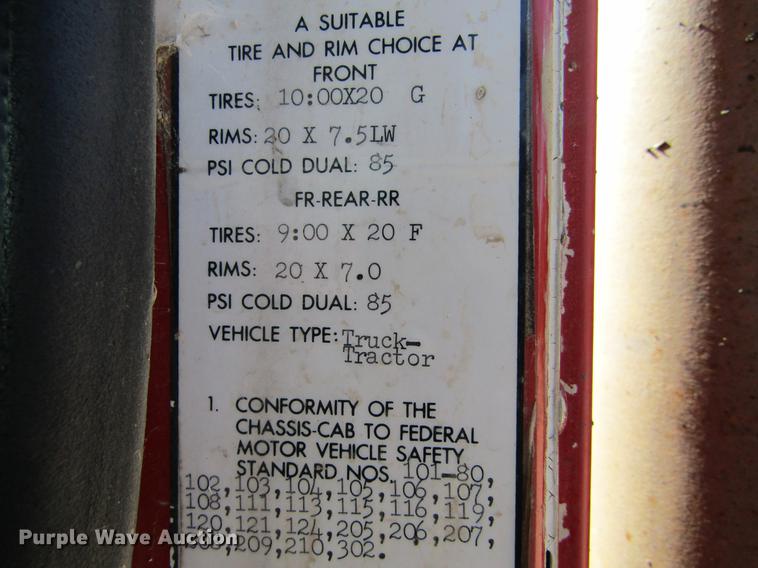 A SUITABLE
TIRE AND RIM CHOICE AT
FRONT
TIRES: 10:00X20 G
RIMS: 20 X 7.5LW
PSI COLD DUAL: 85
FR-REAR-RR
TIRES: 9:00 X 20 F
RIMS: 20 X 7.0
PSI COLD DUAL: 85
VEHICLE TYPE: Truck-
Tractor
1. CONFORMITY OF THE
CHASSIS-CAB TO FEDERAL
MOTOR VEHICLE SAFETY
STANDARD NOS. 101-80,
102,103,104,105,106,107,
108,111,113,115,116,119,
120,121,124,205,206,207,
209,210,302.
Purple Wave Auction